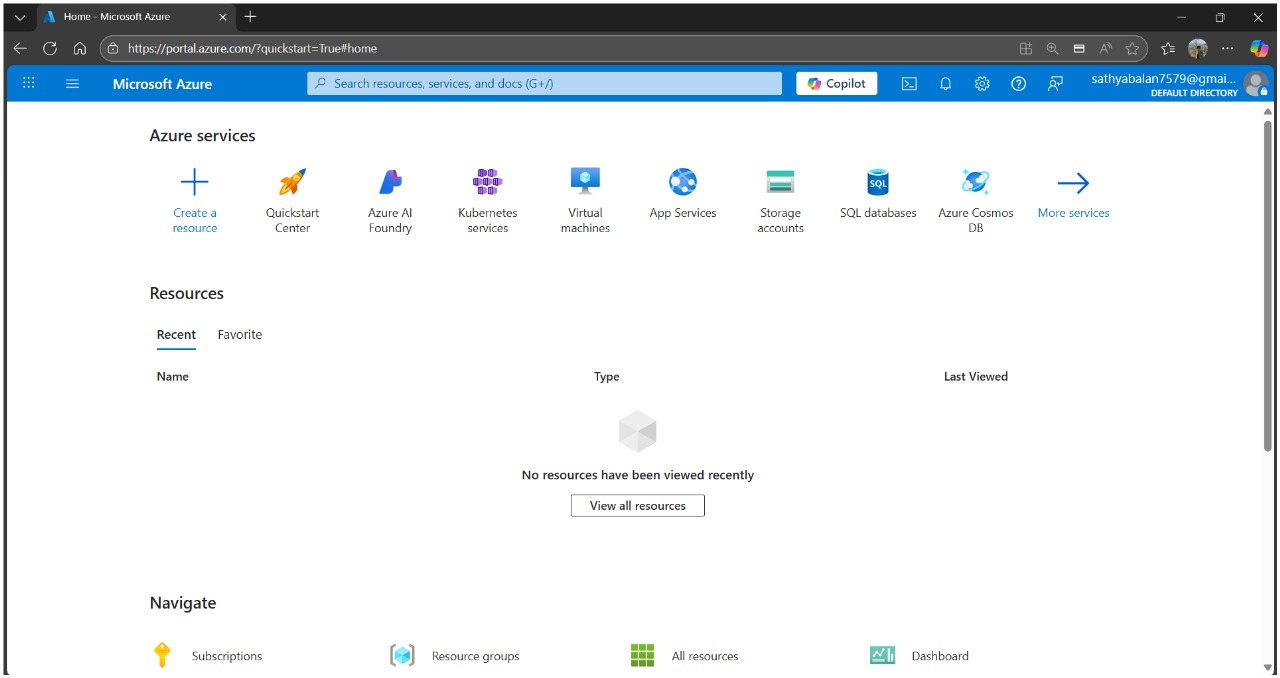 Home - Microsoft Azure
https://portal.azure.com/?quickstart=True#home
Microsoft Azure
Search resources, services, and docs (G+/)
Copilot
sathyabalan7579@gmai...
DEFAULT DIRECTORY
Azure services
Create a
resource
Quickstart
Center
Azure AI
Foundry
Kubernetes
services
Virtual
machines
App Services
Storage
accounts
SQL
SQL databases
Azure Cosmos
DB
More services
Resources
Recent
Favorite
Name
Type
Last Viewed
No resources have been viewed recently
View all resources
Navigate
Subscriptions
Resource groups
All resources
Dashboard